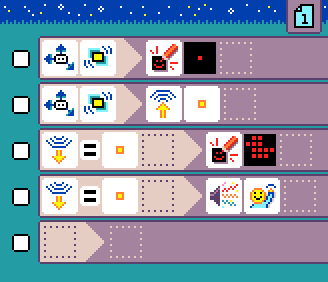 1
=
=